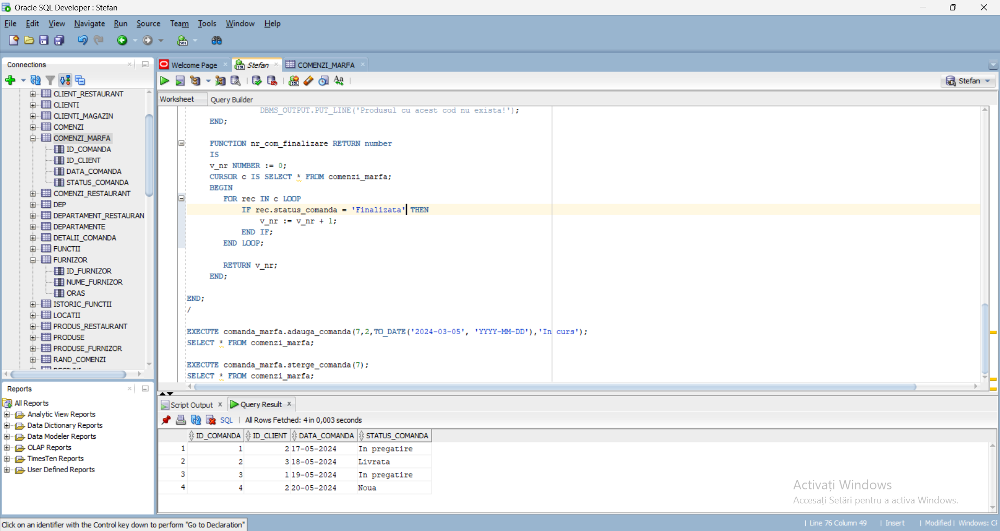 Oracle SQL Developer : Stefan
File Edit View Navigate Run Source Team Tools Window Help
Connections
CLIENT_RESTAURANT
CLIENTI
CLIENTI_MAGAZIN
COMENZI
COMENZI_MARFA
ID_COMANDA
ID_CLIENT
DATA_COMANDA
STATUS_COMANDA
COMENZI_RESTAURANT
DEP
DEPARTAMENT_RESTAURAN
DEPARTAMENTE
DETALII_COMANDA
FUNCTII
FURNIZOR
ID_FURNIZOR
NUME_FURNIZOR
ORAS
ISTORIC_FUNCTII
LOCATII
PRODUS_RESTAURANT
PRODUSE
PRODUSE_FURNIZOR
RAND_COMENZI
Reports
All Reports
Analytic View Reports
Data Dictionary Reports
Data Modeler Reports
OLAP Reports
TimesTen Reports
User Defined Reports
Welcome Page Stefan COMENZI_MARFA
Stefan
Worksheet Query Builder
DBMS_OUTPUT.PUT_LINE('Produsul cu acest cod nu exista!');
END;
FUNCTION nr_com_finalizare RETURN number
IS
v_nr NUMBER := 0;
CURSOR c IS SELECT * FROM comenzi_marfa;
BEGIN
FOR rec IN c LOOP
IF rec.status_comanda = 'Finalizata' THEN
v_nr := v_nr + 1;
END IF;
END LOOP;
RETURN v_nr;
END;
END;
/
EXECUTE comanda_marfa.adauga_comanda(7,2,TO_DATE('2024-03-05', 'YYYY-MM-DD'),'In curs');
SELECT * FROM comenzi_marfa;
EXECUTE comanda_marfa.sterge_comanda(7);
SELECT * FROM comenzi_marfa;
Script Output Query Result
SQL All Rows Fetched: 4 in 0,003 seconds
ID_COMANDA ID_CLIENT DATA_COMANDA STATUS_COMANDA
1 1 2 17-05-2024 In pregatire
2 2 3 18-05-2024 Livrata
3 3 1 19-05-2024 In pregatire
4 4 2 20-05-2024 Noua
Activați Windows
Accesați Setări pentru a activa Windows.
Click on an identifier with the Control key down to perform "Go to Declaration"
Line 76 Column 49 | Insert | Modified | Windows: CF